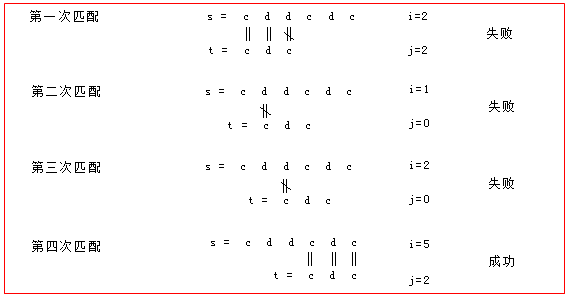 第一次匹配 s = c d d c d c i=2
失败
t = c d c j=2
第二次匹配 s = c d d c d c i=1
失败
t = c d c j=0
第三次匹配 s = c d d c d c i=2
失败
t = c d c j=0
第四次匹配 s = c d d c d c i=5
成功
t = c d c j=2